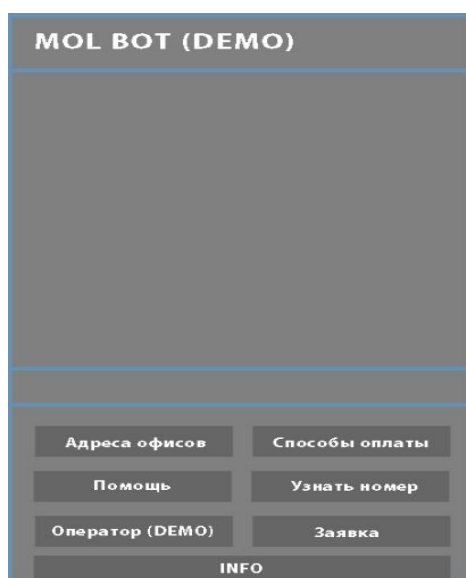 MOL BOT (DEMO)
Адреса офисов
Способы оплаты
Помощь
Узнать номер
Оператор (DEMO)
Заявка
INFO